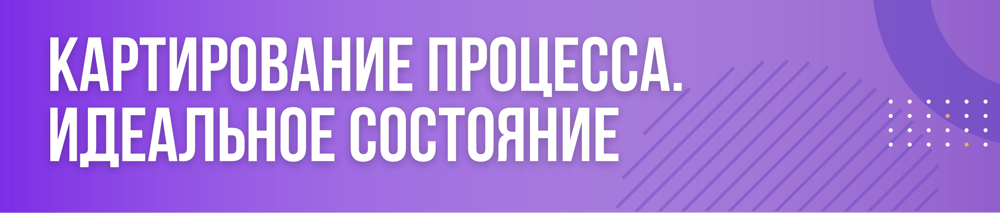 КАРТИРОВАНИЕ ПРОЦЕССА.
ИДЕАЛЬНОЕ СОСТОЯНИЕ